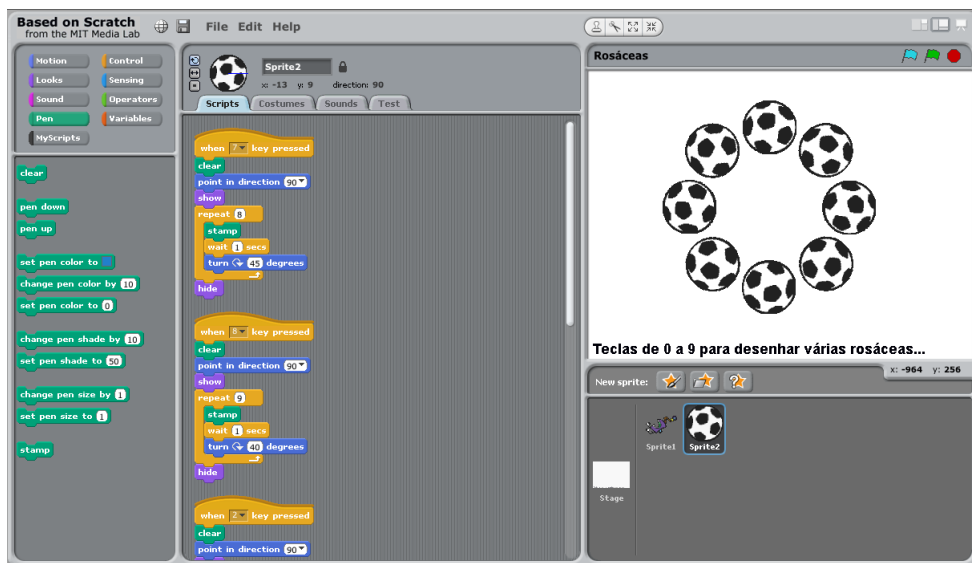 Based on Scratch
from the MIT Media Lab
File Edit Help
Motion Control
Looks Sensing
Sound Operators
Pen Variables
MyScripts
clear
pen down
pen up
set pen color to
change pen color by 10
set pen color to 0
change pen shade by 10
set pen shade to 50
change pen size by 1
set pen size to 1
stamp
Sprite2
x: -13 y: 9 direction: 90
Scripts Costumes Sounds Test
when 7 key pressed
clear
point in direction 90
show
repeat 8
stamp
wait 1 secs
turn 45 degrees
hide
when 8 key pressed
clear
point in direction 90
show
repeat 9
stamp
wait 1 secs
turn 40 degrees
hide
when 2 key pressed
clear
point in direction 90
Rosáceas
Teclas de 0 a 9 para desenhar várias rosáceas...
x: -964 y: 256
New sprite:
Sprite1 Sprite2
Stage